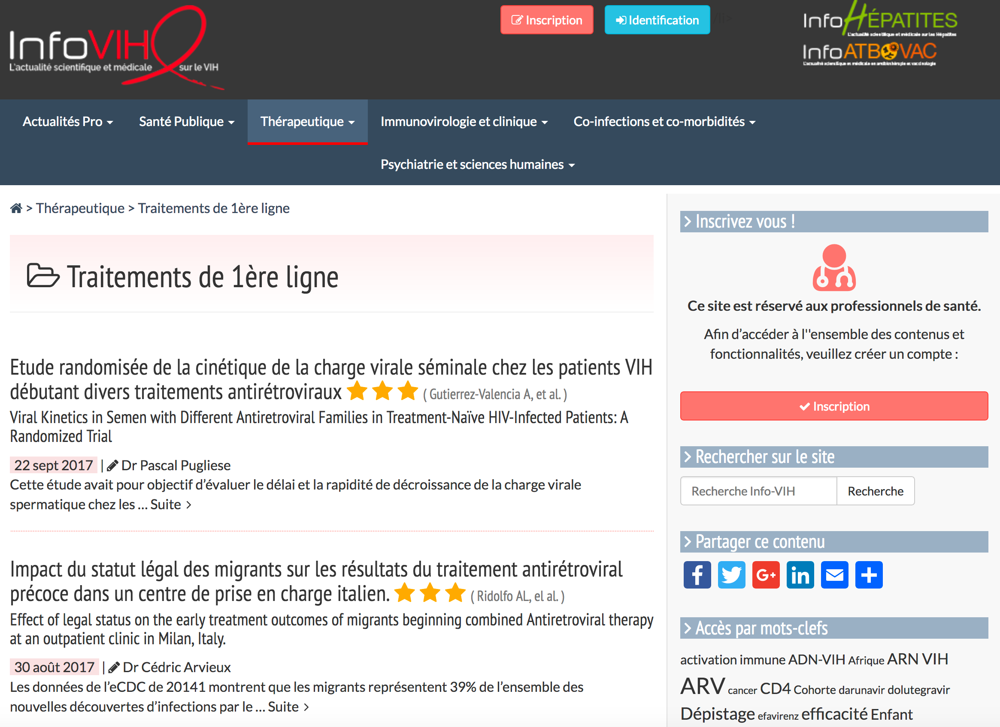 InfoVIH
L'actualité scientifique et médicale sur le VIH
Inscription
Identification
/li>
InfoHÉPATITES
L'actualité scientifique et médicale sur les Hépatites
InfoATBOVAC
L'actualité scientifique et médicale en antibiothérapie et vaccinologie
Actualités Pro
Santé Publique
Thérapeutique
Immunovirologie et clinique
Co-infections et co-morbidités
Psychiatrie et sciences humaines
> Thérapeutique > Traitements de 1ère ligne
Traitements de 1ère ligne
Etude randomisée de la cinétique de la charge virale séminale chez les patients VIH
débutant divers traitements antirétroviraux ( Gutierrez-Valencia A, et al. )
Viral Kinetics in Semen with Different Antiretroviral Families in Treatment-Naïve HIV-Infected Patients: A
Randomized Trial
22 sept 2017 | Dr Pascal Pugliese
Cette étude avait pour objectif d’évaluer le délai et la rapidité de décroissance de la charge virale
spermatique chez les ... Suite >
Impact du statut légal des migrants sur les résultats du traitement antirétroviral
précoce dans un centre de prise en charge italien. ( Ridolfo AL, el al. )
Effect of legal status on the early treatment outcomes of migrants beginning combined Antiretroviral therapy
at an outpatient clinic in Milan, Italy.
30 août 2017 | Dr Cédric Arvieux
Les données de l’eCDC de 20141 montrent que les migrants représentent 39% de l’ensemble des
nouvelles découvertes d’infections par le ... Suite >
> Inscrivez vous !
Ce site est réservé aux professionnels de santé.
Afin d’accéder à l''ensemble des contenus et
fonctionnalités, veuillez créer un compte :
Inscription
> Rechercher sur le site
Recherche Info-VIH
Recherche
> Partager ce contenu
> Accès par mots-clefs
activation immune ADN-VIH Afrique ARN VIH
ARV cancer CD4 Cohorte darunavir dolutegravir
Dépistage efavirenz efficacité Enfant